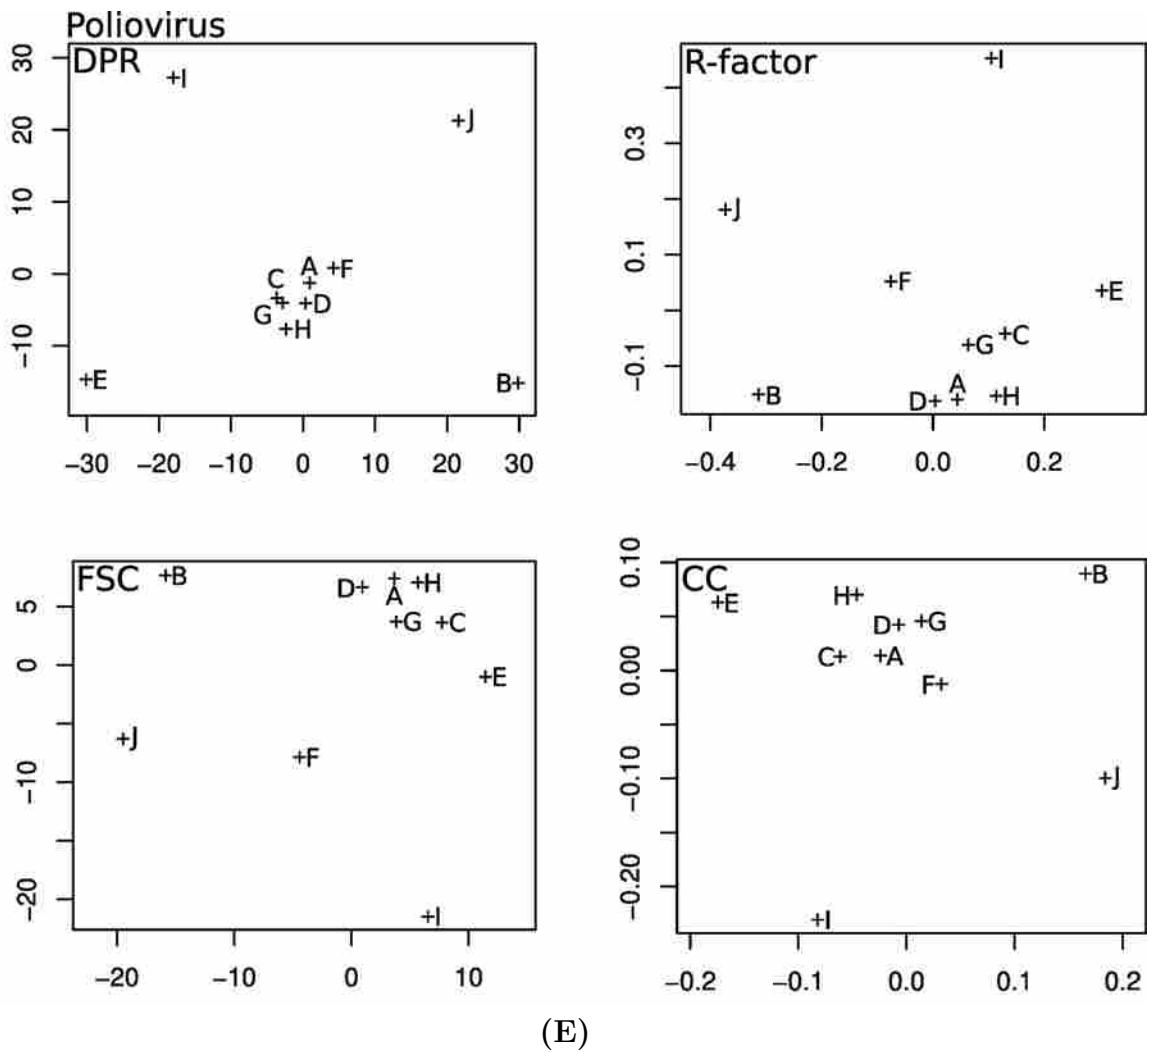 Poliovirus
DPR
30
20
10
0
−10
−30 −20 −10 0 10 20 30
I
J
A
F
C
G
D
H
E
B
R-factor
0.3
0.1
−0.1
−0.4 −0.2 0.0 0.2
I
J
F
E
C
G
A
B
D
H
FSC
5
0
−10
−20
−20 −10 0 10
B
D
A
H
G
C
E
J
F
I
CC
0.10
0.00
−0.10
−0.20
−0.2 −0.1 0.0 0.1 0.2
B
E
H
D
G
C
A
F
J
I
(E)